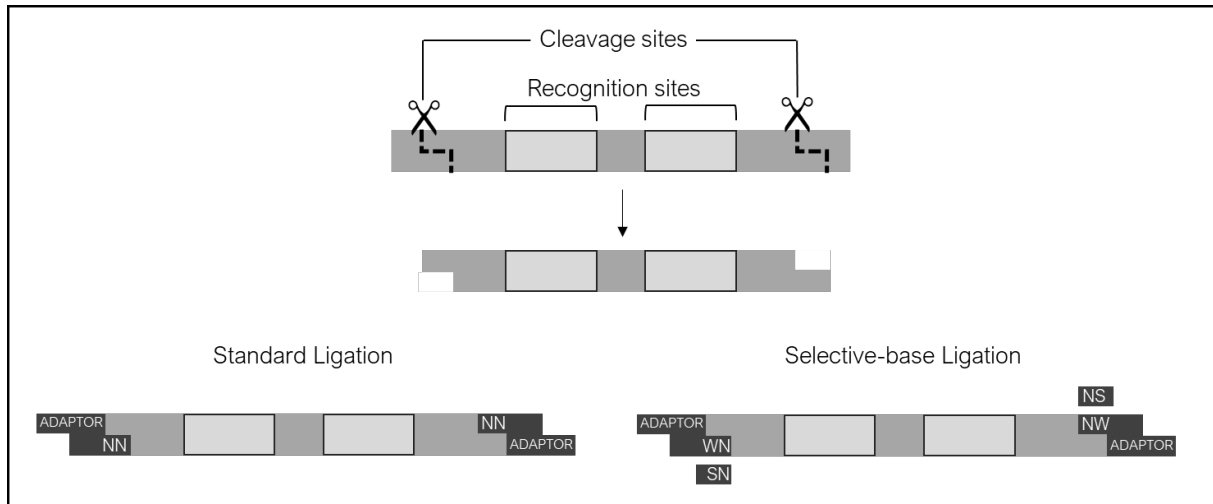 Cleavage sites
Recognition sites
Standard Ligation
ADAPTOR
NN
NN
ADAPTOR
Selective-base Ligation
ADAPTOR
WN
SN
NS
NW
ADAPTOR